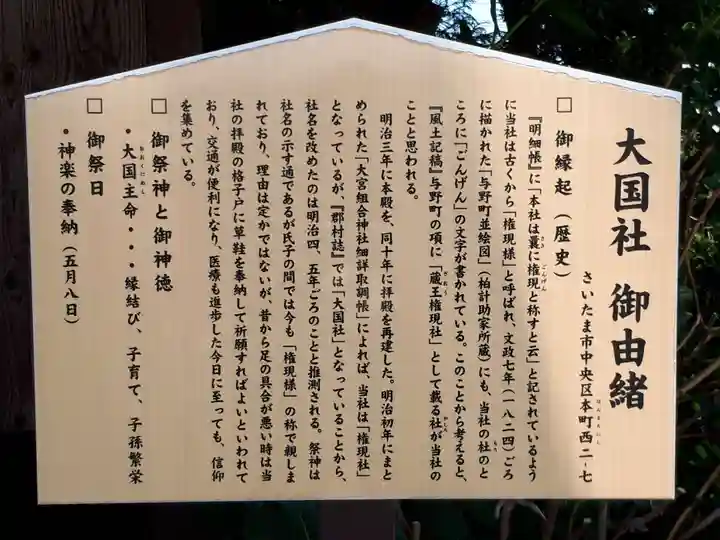 大国社 御由緒
さいたま市中央区本町西二-七
□ 御縁起（歴史）
『明細帳』に「本社は嚢に権現と称すと云」と記されているよう
に当社は古くから「権現様」と呼ばれ、文政七年（一八二四）ごろ
に描かれた「与野町並絵図」（柏計助家所蔵）にも、当社の社のと
ころに「ごんげん」の文字が書かれている。このことから考えると、
『風土記稿』与野町の項に「蔵王権現社」として載る社が当社の
ことと思われる。
明治三年に本殿を、同十年に拝殿を再建した。明治初年にまと
められた「大宮組合神社細詳取調帳」によれば、当社は「権現社」
となっているが、『郡村誌』では「大国社」となっていることから、
社名を改めたのは明治四、五年ごろのことと推測される。祭神は
社名の示す通であるが氏子の間では今も「権現様」の称で親しま
れており、理由は定かではないが、昔から足の具合が悪い時は当
社の拝殿の格子戸に草鞋を奉納して祈願すればよいといわれて
おり、交通が便利になり、医療も進歩した今日に至っても、信仰
を集めている。
□ 御祭神と御神徳
・大国主命・・・縁結び、子育て、子孫繁栄
□ 御祭日
・神楽の奉納（五月八日）